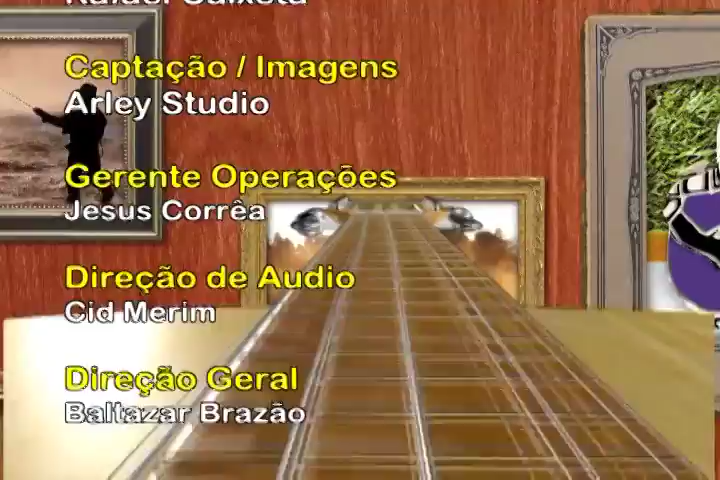 Captação / Imagens
Arley Studio
Gerente Operações
Jesus Corrêa
Direção de Audio
Cid Merim
Direção Geral
Baltazar Brazão